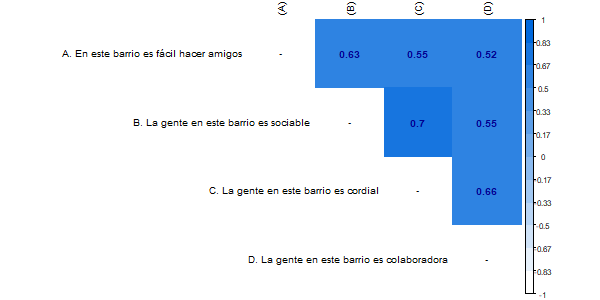 (A) (B) (C) (D)
A. En este barrio es fácil hacer amigos - 0.63 0.55 0.52
B. La gente en este barrio es sociable - 0.7 0.55
C. La gente en este barrio es cordial - 0.66
D. La gente en este barrio es colaboradora -
1
0.83
0.67
0.5
0.33
0.17
0
-0.17
-0.33
-0.5
-0.67
-0.83
-1